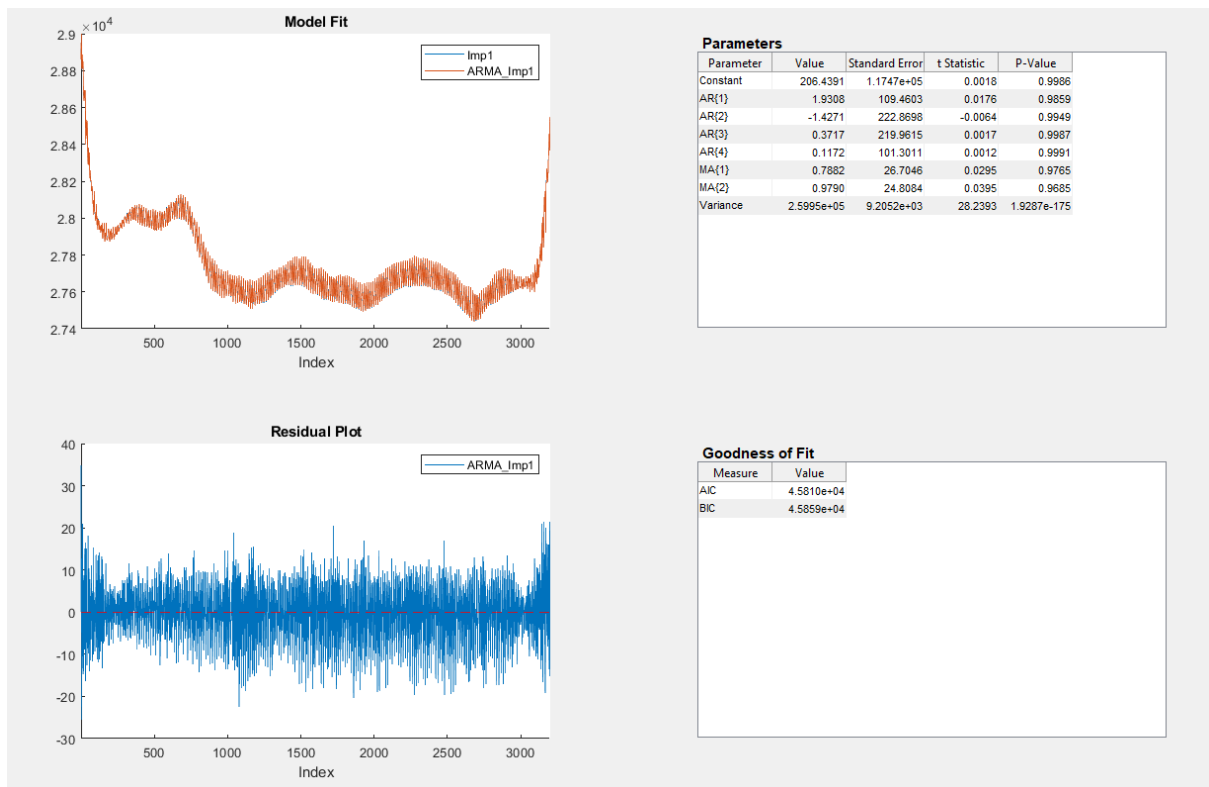 Model Fit
×10^4
2.9
2.88
2.86
2.84
2.82
2.8
2.78
2.76
2.74
Imp1
ARMA_Imp1
500 1000 1500 2000 2500 3000
Index
Parameters
Parameter Value Standard Error t Statistic P-Value
Constant 206.4391 1.1747e+05 0.0018 0.9986
AR{1} 1.9308 109.4603 0.0176 0.9859
AR{2} -1.4271 222.8698 -0.0064 0.9949
AR{3} 0.3717 219.9615 0.0017 0.9987
AR{4} 0.1172 101.3011 0.0012 0.9991
MA{1} 0.7882 26.7046 0.0295 0.9765
MA{2} 0.9790 24.8084 0.0395 0.9685
Variance 2.5995e+05 9.2052e+03 28.2393 1.9287e-175
Residual Plot
40
30
20
10
0
-10
-20
-30
ARMA_Imp1
500 1000 1500 2000 2500 3000
Index
Goodness of Fit
Measure Value
AIC 4.5810e+04
BIC 4.5859e+04